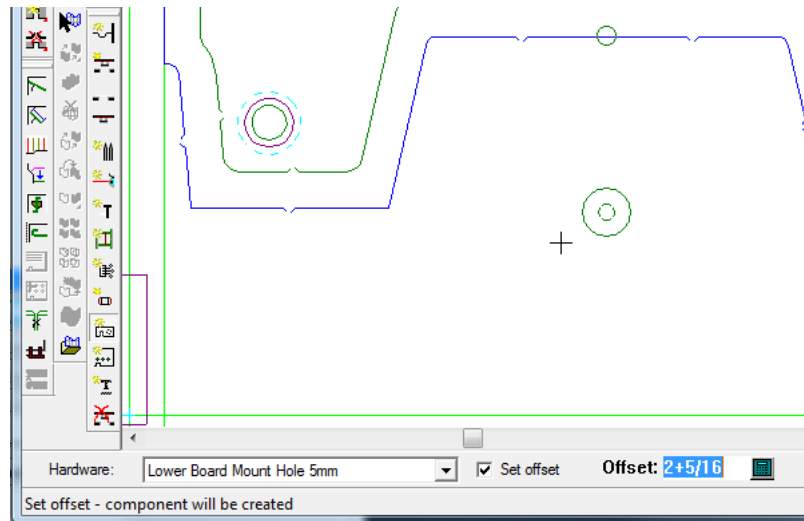 Hardware: Lower Board Mount Hole 5mm Set offset Offset: 2+5/16
Set offset - component will be created